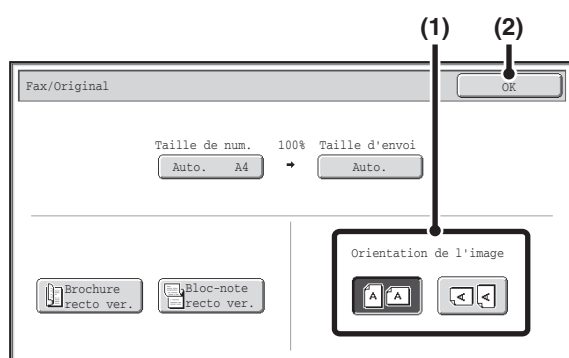 (1) (2)
Fax/Original OK
Taille de num. 100% Taille d'envoi
Auto. A4 Auto.
Orientation de l'image
Brochure
recto ver.
Bloc-note
recto ver.
A A A A